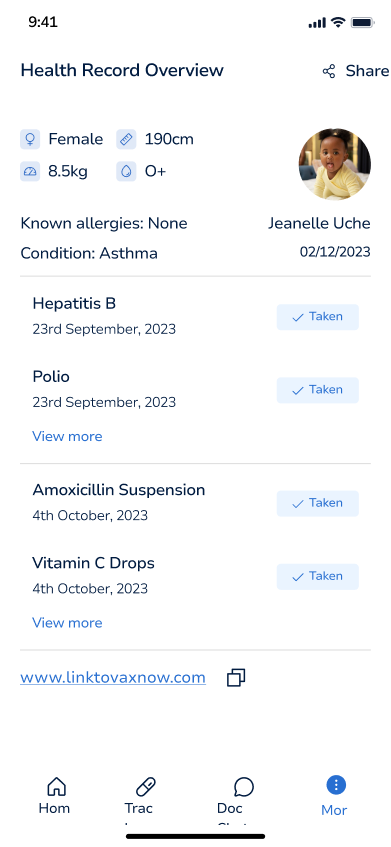 9:41
Health Record Overview
Share
Female 190cm
8.5kg O+
Known allergies: None
Jeanelle Uche
Condition: Asthma
02/12/2023
Hepatitis B
23rd September, 2023
Taken
Polio
23rd September, 2023
Taken
View more
Amoxicillin Suspension
4th October, 2023
Taken
Vitamin C Drops
4th October, 2023
Taken
View more
www.linktovaxnow.com
Hom
Trac
Doc
Mor